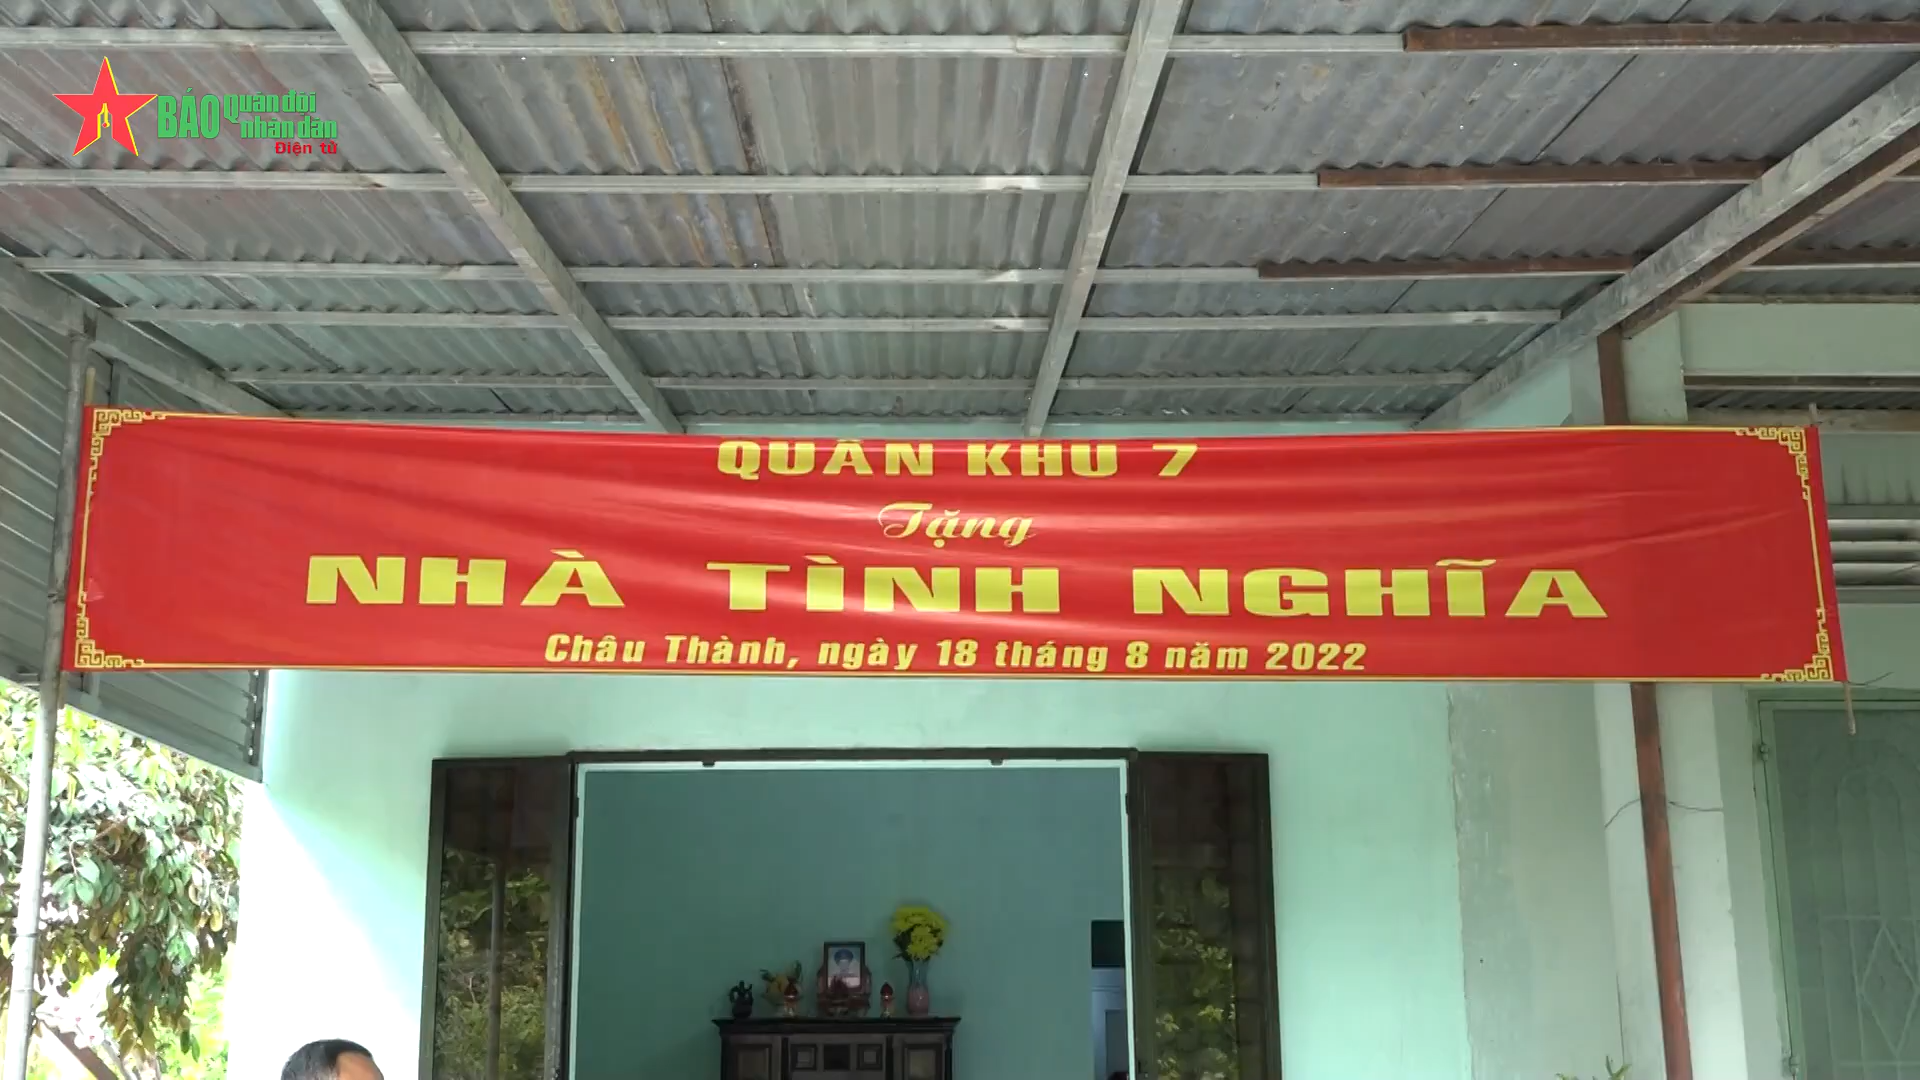 BÁO Quân đội
nhân dân
Điện tử
QUÂN KHU 7
Tặng
NHÀ TÌNH NGHĨA
Châu Thành, ngày 18 tháng 8 năm 2022